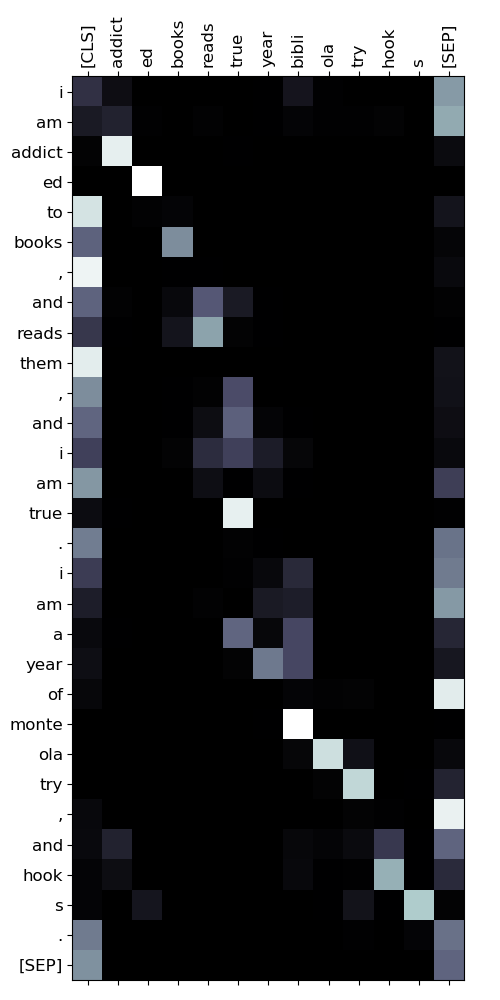 [CLS] addict ed books reads true year bibli ola try hook s [SEP]
i
am
addict
ed
to
books
,
and
reads
them
,
and
i
am
true
.
i
am
a
year
of
monte
ola
try
,
and
hook
s
.
[SEP]